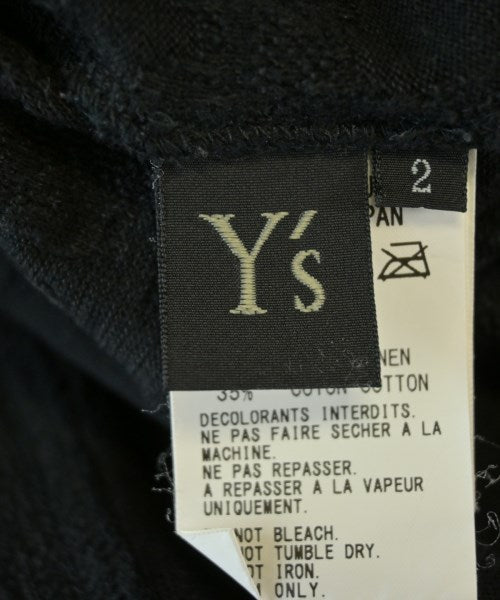 Y's
2
PAN
NEN
35% COTON COTTON
DECOLORANTS INTERDITS.
NE PAS FAIRE SECHER A LA
MACHINE.
NE PAS REPASSER.
A REPASSER A LA VAPEUR
UNIQUEMENT.
NOT BLEACH.
NOT TUMBLE DRY.
NOT IRON.
M ONLY.